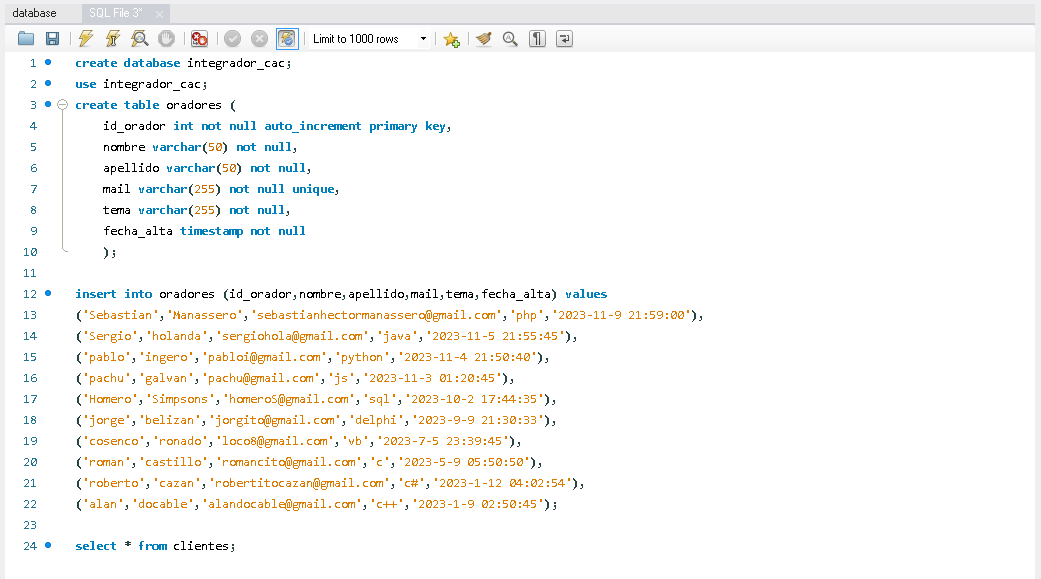 database
SQL File 3*
Limit to 1000 rows
1 create database integrador_cac;
2 use integrador_cac;
3 create table oradores (
4 id_orador int not null auto_increment primary key,
5 nombre varchar(50) not null,
6 apellido varchar(50) not null,
7 mail varchar(255) not null unique,
8 tema varchar(255) not null,
9 fecha_alta timestamp not null
10 );
11
12 insert into oradores (id_orador,nombre,apellido,mail,tema,fecha_alta) values
13 ('Sebastian','Manassero','sebastianhectormanassero@gmail.com','php','2023-11-9 21:59:00'),
14 ('Sergio','holanda','sergiohola@gmail.com','java','2023-11-5 21:55:45'),
15 ('pablo','ingero','pabloi@gmail.com','python','2023-11-4 21:50:40'),
16 ('pachu','galvan','pachu@gmail.com','js','2023-11-3 01:20:45'),
17 ('Homero','Simpsons','homeroS@gmail.com','sql','2023-10-2 17:44:35'),
18 ('jorge','belizan','jorgito@gmail.com','delphi','2023-9-9 21:30:33'),
19 ('cosenco','ronado','loco8@gmail.com','vb','2023-7-5 23:39:45'),
20 ('roman','castillo','romancito@gmail.com','c','2023-5-9 05:50:50'),
21 ('roberto','cazan','robertitocazan@gmail.com','c#','2023-1-12 04:02:54'),
22 ('alan','docable','alandocable@gmail.com','c++','2023-1-9 02:50:45');
23
24 select * from clientes;